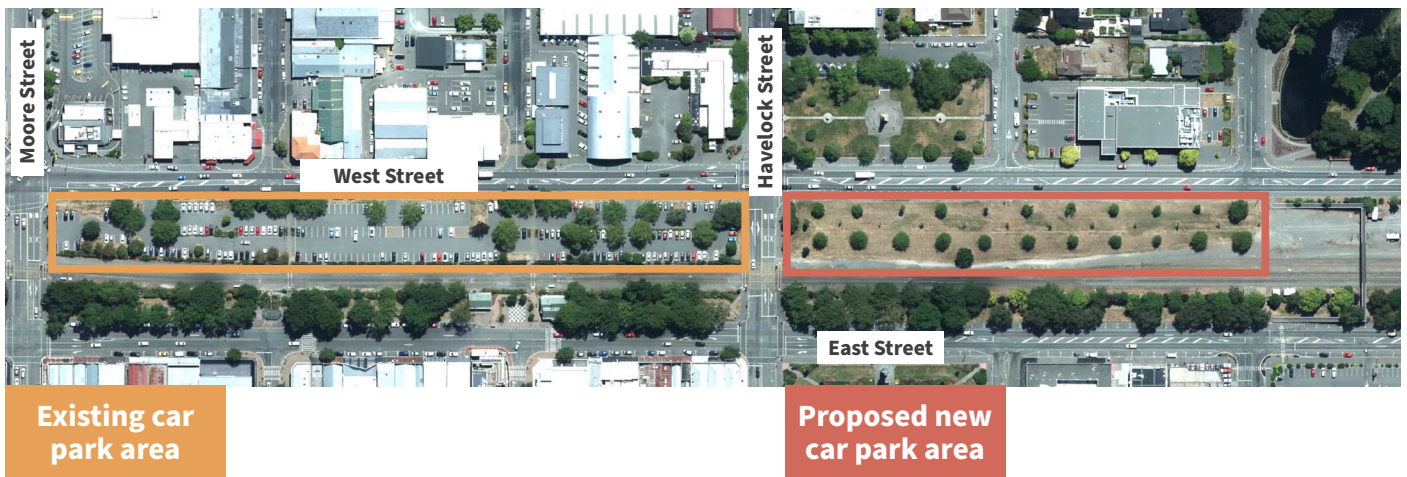 Moore Street
Havelock Street
West Street
East Street
Existing car
park area
Proposed new
car park area